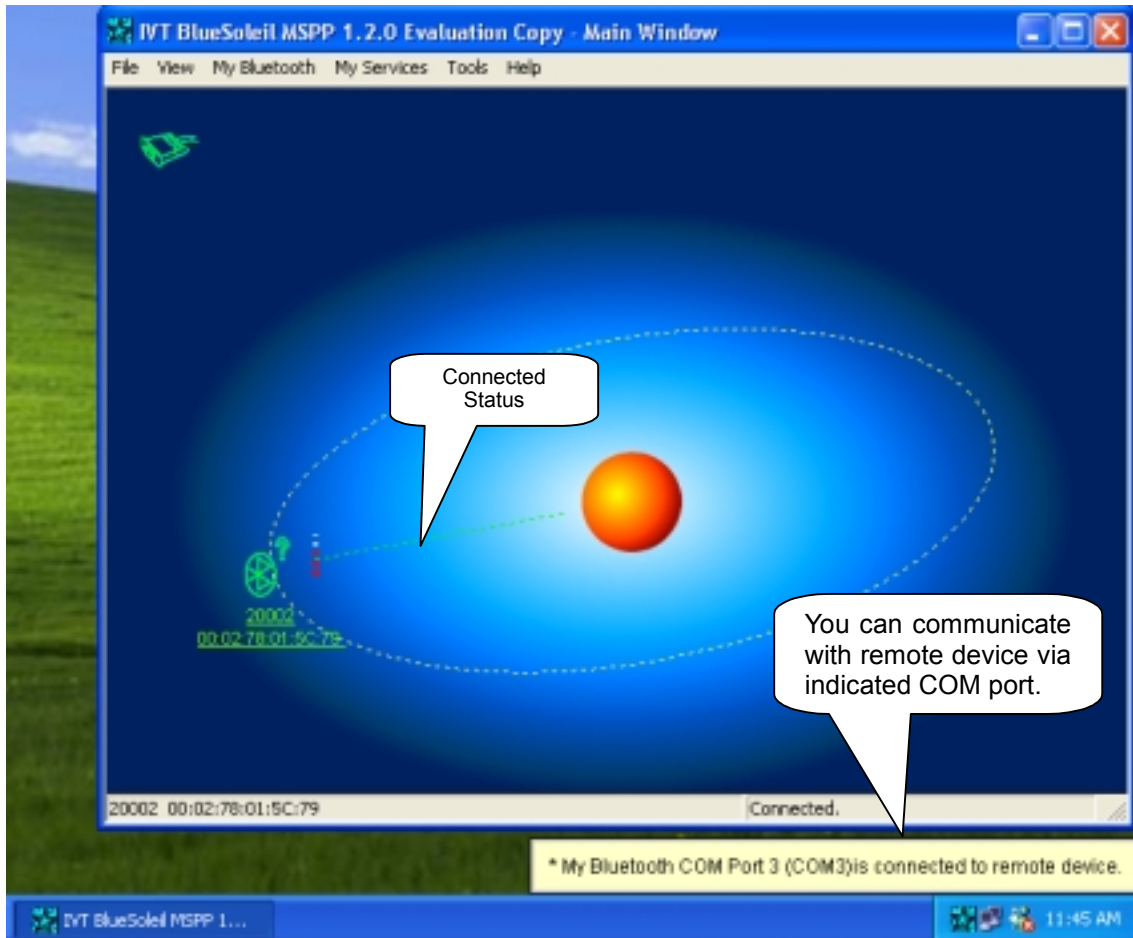 IVT BlueSoleil MSPP 1.2.0 Evaluation Copy - Main Window
File View My Bluetooth My Services Tools Help
Connected
Status
20002
00:02:78:01:5C:79
You can communicate
with remote device via
indicated COM port.
20002 00:02:78:01:5C:79 Connected.
* My Bluetooth COM Port 3 (COM3)is connected to remote device.
IVT BlueSoleil MSPP 1... 11:45 AM